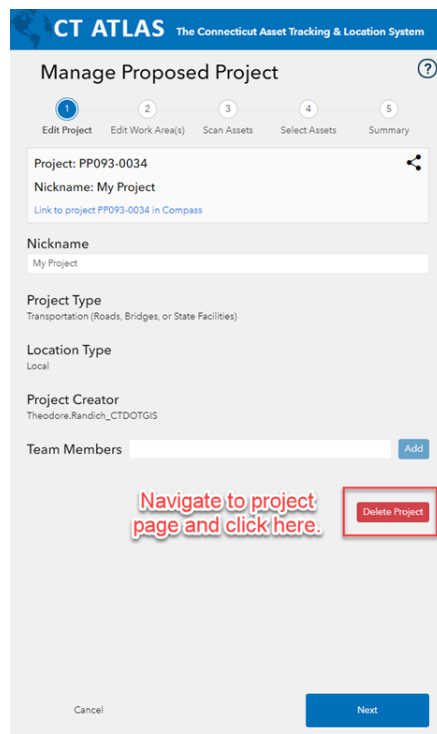 CT ATLAS The Connecticut Asset Tracking & Location System
Manage Proposed Project
?
1 2 3 4 5
Edit Project Edit Work Area(s) Scan Assets Select Assets Summary
Project: PP093-0034
Nickname: My Project
Link to project PP093-0034 in Compass
Nickname
My Project
Project Type
Transportation (Roads, Bridges, or State Facilities)
Location Type
Local
Project Creator
Theodore.Randich_CTDOTGIS
Team Members Add
Navigate to project
page and click here.
Delete Project
Cancel Next